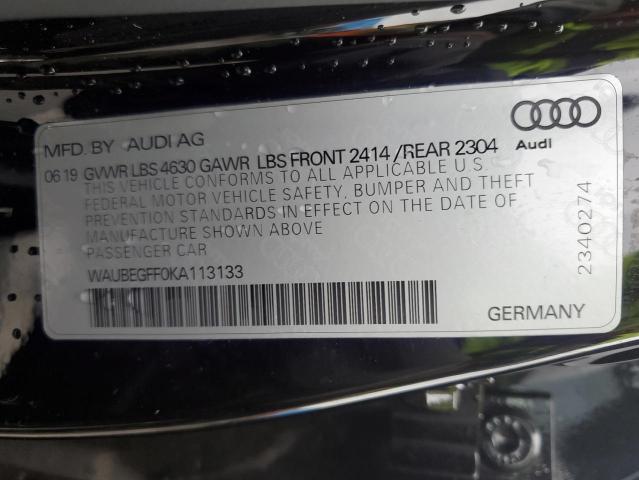 MFD. BY AUDI AG
Audi
06 19 GVWR LBS 4630 GAWR LBS FRONT 2414 /REAR 2304
THIS VEHICLE CONFORMS TO ALL APPLICABLE U.S
FEDERAL MOTOR VEHICLE SAFETY, BUMPER AND THEFT
PREVENTION STANDARDS IN EFFECT ON THE DATE OF
MANUFACTURE SHOWN ABOVE
PASSENGER CAR
WAUBEGFF0KA113133
2340274
GERMANY